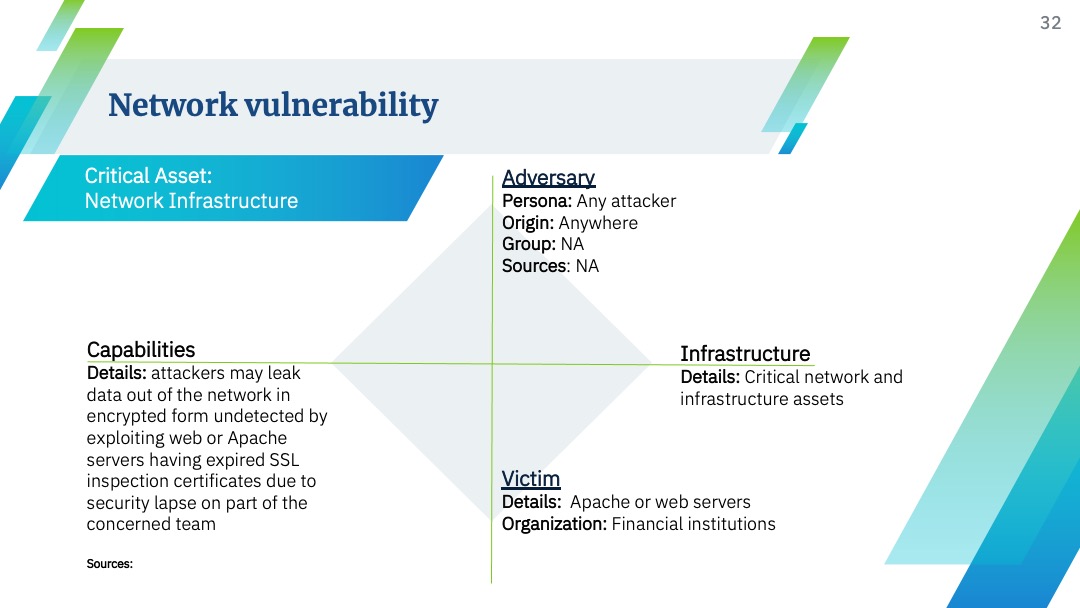 32
Network vulnerability
Critical Asset:
Network Infrastructure
Adversary
Persona: Any attacker
Origin: Anywhere
Group: NA
Sources: NA
Capabilities
Details: attackers may leak
data out of the network in
encrypted form undetected by
exploiting web or Apache
servers having expired SSL
inspection certificates due to
security lapse on part of the
concerned team
Sources:
Infrastructure
Details: Critical network and
infrastructure assets
Victim
Details:  Apache or web servers
Organization: Financial institutions